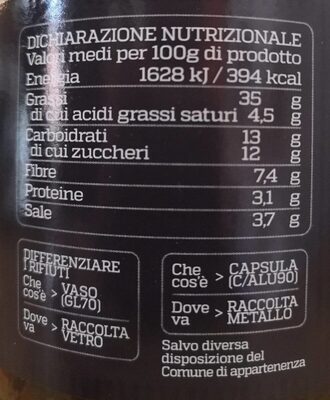 DICHIARAZIONE NUTRIZIONALE
Valori medi per 100g di prodotto
Energia 1628 kJ / 394 kcal
Grassi 35 g
di cui acidi grassi saturi 4,5 g
Carboidrati 13 g
di cui zuccheri 12 g
Fibre 7,4 g
Proteine 3,1 g
Sale 3,7 g
DIFFERENZIARE
I RIFIUTI
Che cos'è > VASO (GL70)
Dove va > RACCOLTA VETRO
Che cos'è > CAPSULA (C/ALU90)
Dove va > RACCOLTA METALLO
Salvo diversa
disposizione del
Comune di appartenenza